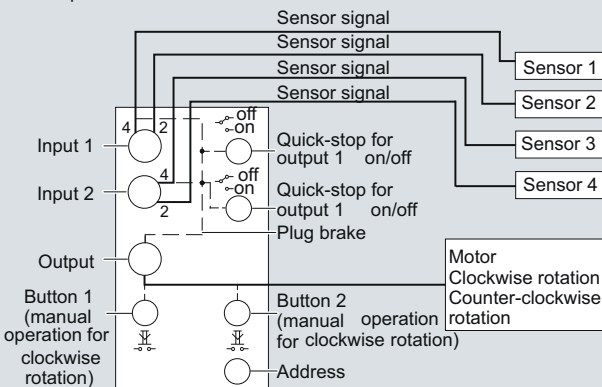 Sensor signal
Sensor signal
Sensor signal
Sensor signal
Sensor 1
Sensor 2
Sensor 3
Sensor 4
Input 1
4
2
off
on
Quick-stop for
output 1 on/off
Input 2
4
2
off
on
Quick-stop for
output 1 on/off
Plug brake
Output
Motor
Clockwise rotation
Counter-clockwise
rotation
Button 1
(manual
operation for
clockwise
rotation)
Button 2
(manual operation
for clockwise rotation)
Address